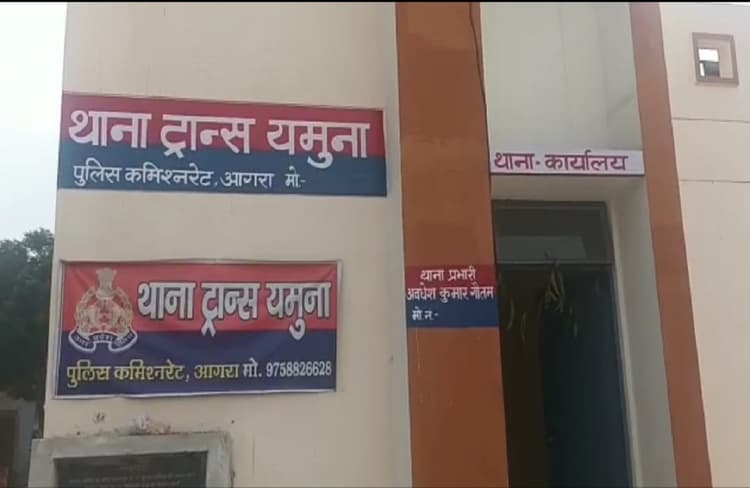 थाना ट्रान्स यमुना
पुलिस कमिश्नरेट, आगरा मो॰-
थाना-कार्यालय
थाना प्रभारी
अवधेश कुमार गौतम
मो॰ न॰ -
थाना ट्रान्स यमुना
पुलिस कमिश्नरेट, आगरा मो. 9758826628